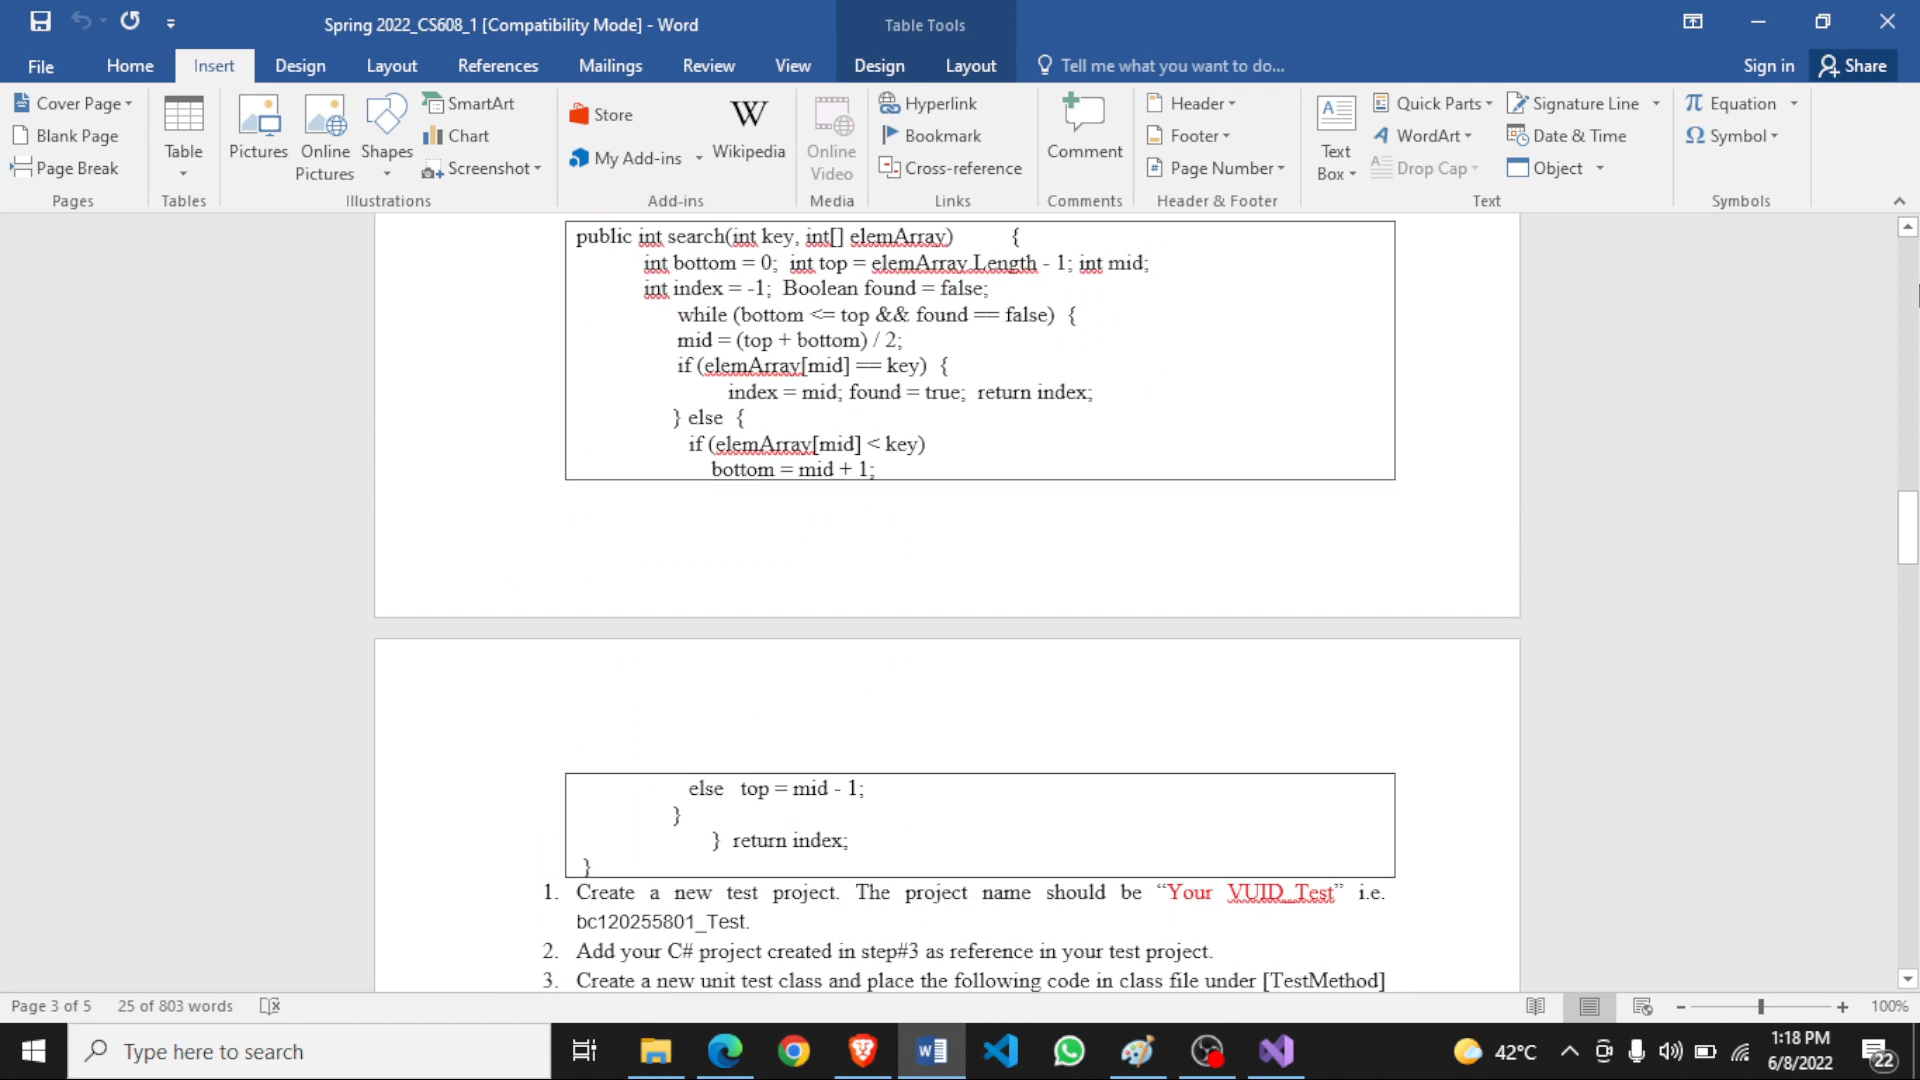 Spring 2022_CS608_1 [Compatibility Mode] - Word
Table Tools
File
Home
Insert
Design
Layout
References
Mailings
Review
View
Design
Layout
Tell me what you want to do...
Sign in
Share
Cover Page
Blank Page
Page Break
Pages
Table
Tables
Pictures
Online Pictures
Shapes
SmartArt
Chart
Screenshot
Illustrations
Store
My Add-ins
W
Wikipedia
Add-ins
Online Video
Media
Hyperlink
Bookmark
Cross-reference
Links
Comment
Comments
Header
Footer
Page Number
Header & Footer
Text Box
Quick Parts
WordArt
Drop Cap
Signature Line
Date & Time
Object
Text
Equation
Symbol
Symbols
public int search(int key, int[] elemArray) {
int bottom = 0; int top = elemArray.Length - 1; int mid;
int index = -1; Boolean found = false;
while (bottom <= top && found == false) {
mid = (top + bottom) / 2;
if (elemArray[mid] == key) {
index = mid; found = true; return index;
} else {
if (elemArray[mid] < key)
bottom = mid + 1;
else top = mid - 1;
}
} return index;
}
1. Create a new test project. The project name should be “Your VUID_Test” i.e.
bc120255801_Test.
2. Add your C# project created in step#3 as reference in your test project.
3. Create a new unit test class and place the following code in class file under [TestMethod]
Page 3 of 5
25 of 803 words
100%
Type here to search
42°C
1:18 PM
6/8/2022
22